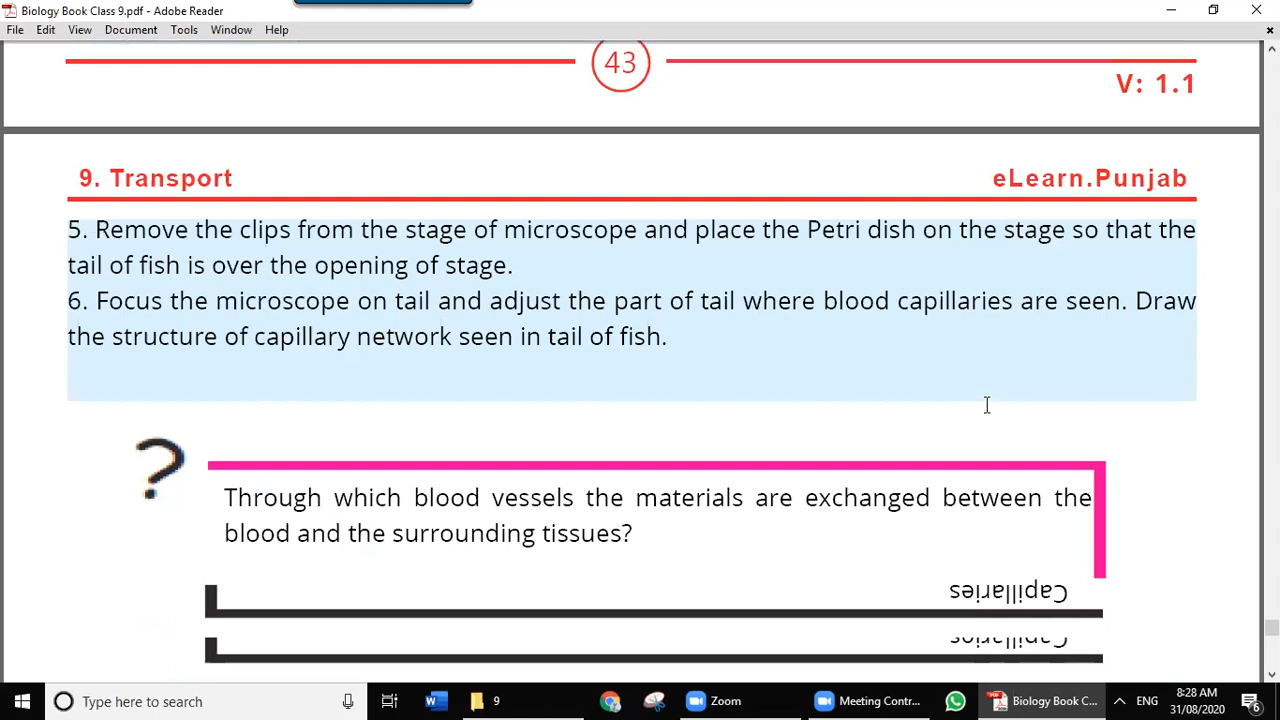 Biology Book Class 9.pdf - Adobe Reader
File Edit View Document Tools Window Help
43
V: 1.1
9. Transport eLearn.Punjab
5. Remove the clips from the stage of microscope and place the Petri dish on the stage so that the
tail of fish is over the opening of stage.
6. Focus the microscope on tail and adjust the part of tail where blood capillaries are seen. Draw
the structure of capillary network seen in tail of fish.
?
Through which blood vessels the materials are exchanged between the
blood and the surrounding tissues?
Capillaries
Capillaries
Type here to search
9
Zoom
Meeting Contr...
Biology Book C...
ENG
8:28 AM
31/08/2020
6